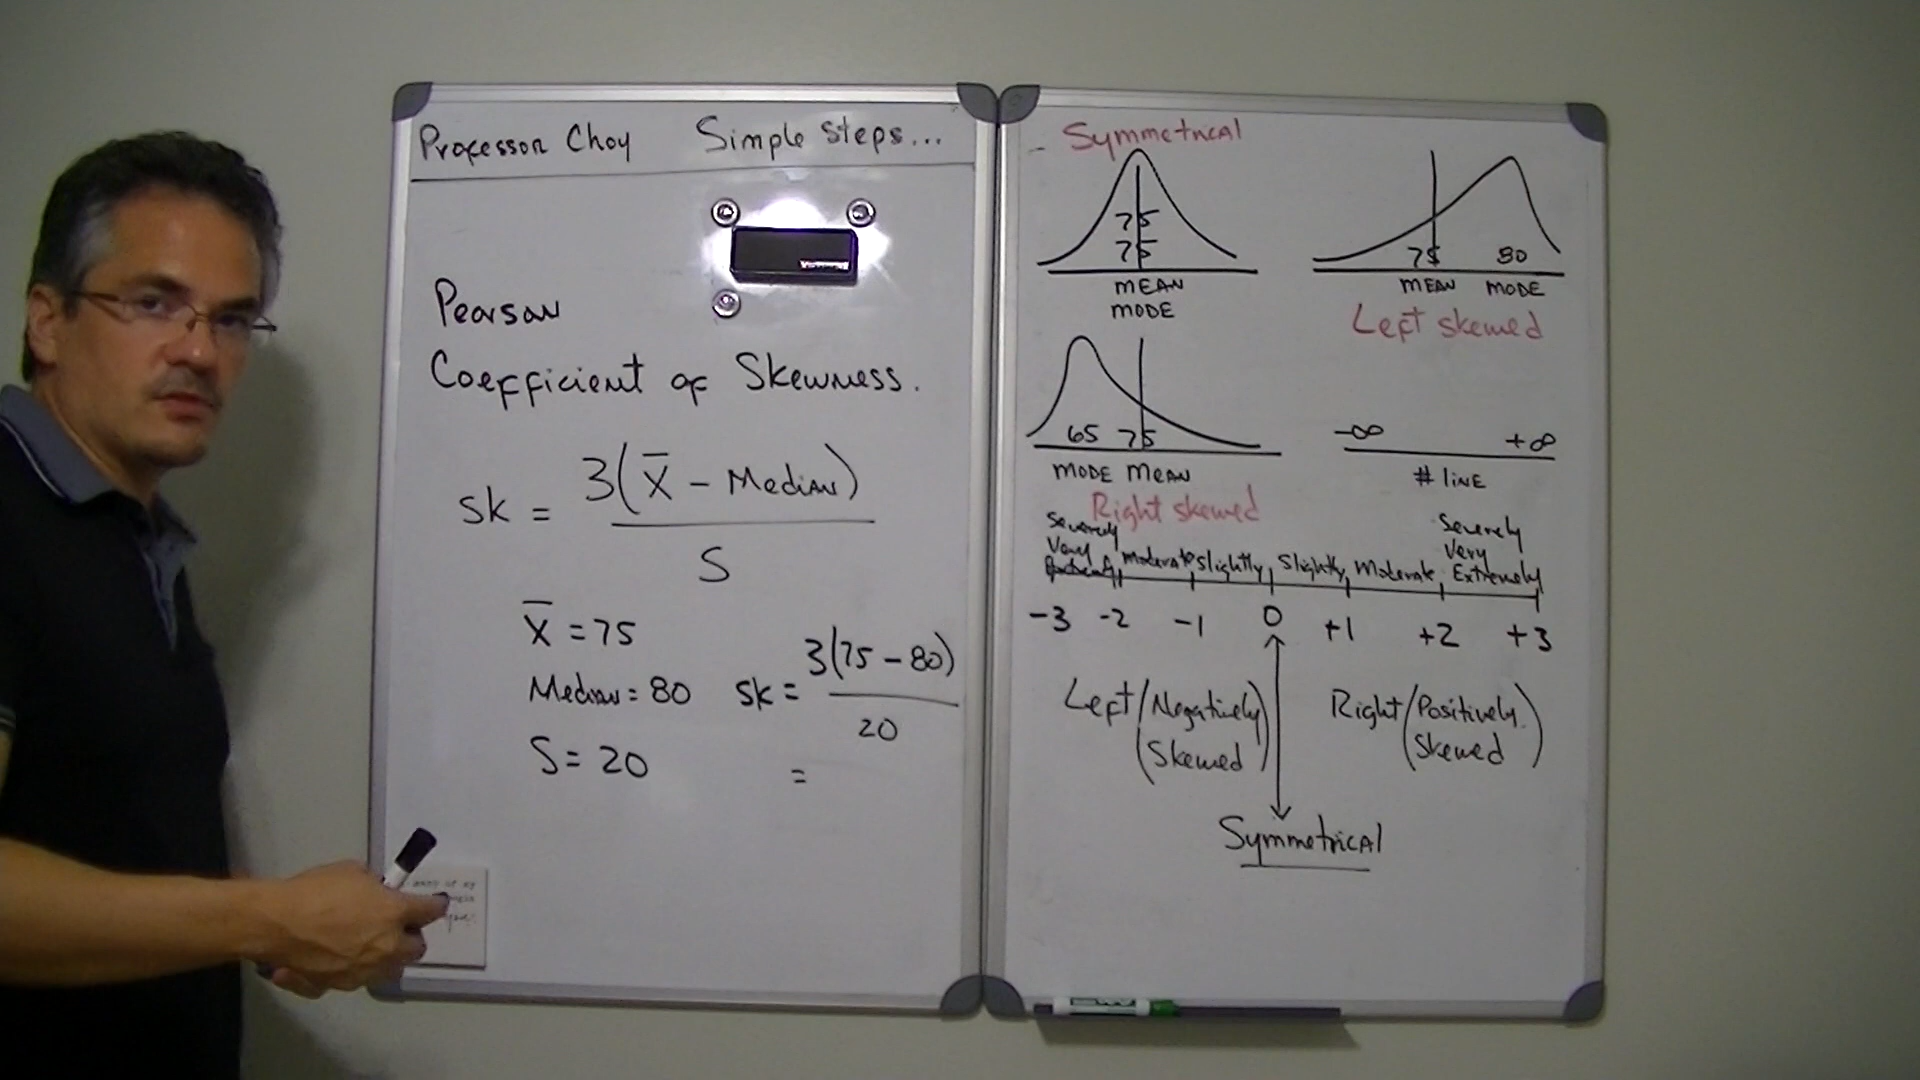 Professor Choy Simple Steps...
Pearson
Coefficient of Skewness.
sk = 3(X̄ - Median)
S
X̄ = 75
Median = 80
S = 20
sk = 3(75 - 80)
20
=
Symmetrical
75
75
MEAN
MODE
75 80
MEAN MODE
Left skewed
65 75
MODE MEAN
Right skewed
-∞ +∞
# LINE
Severely
Very
Moderate Slightly Slightly Moderate
Severely
Very
Extremely
-3 -2 -1 0 +1 +2 +3
Left (Negatively Skewed)
Right (Positively Skewed)
Symmetrical